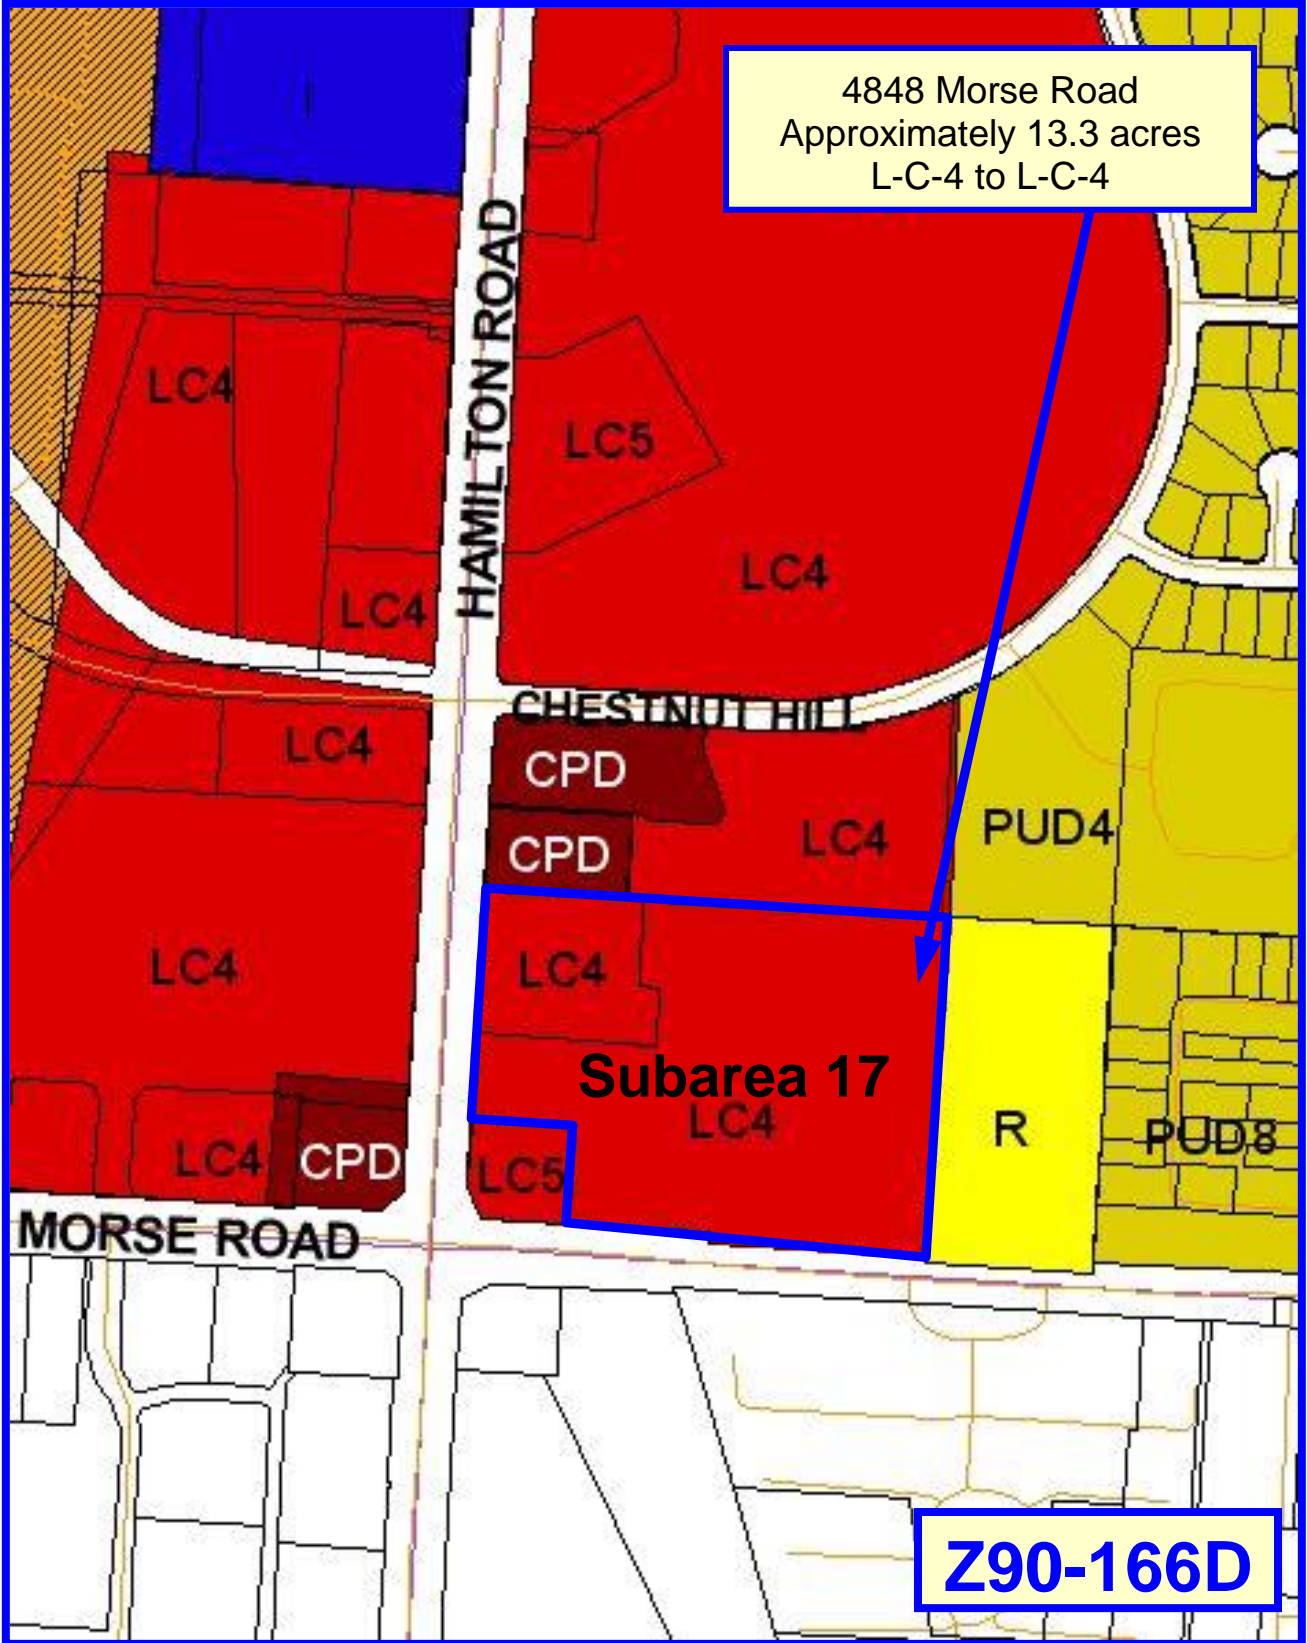 4848 Morse Road
Approximately 13.3 acres
L-C-4 to L-C-4
HAMILTON ROAD
LC4
LC5
LC4
LC4
CHESTNUT HILL
LC4
CPD
LC4
PUD4
CPD
LC4
LC4
Subarea 17
LC4
R
PUD8
LC4
CPD
LC5
MORSE ROAD
Z90-166D